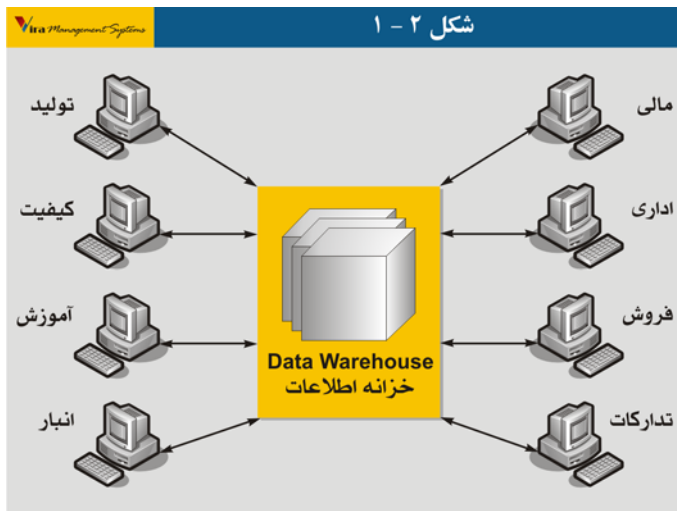 Vira Management Systems
شکل ۲ - ۱
مالی
تولید
اداری
کیفیت
فروش
آموزش
تدارکات
انبار
Data Warehouse
خزانه اطلاعات